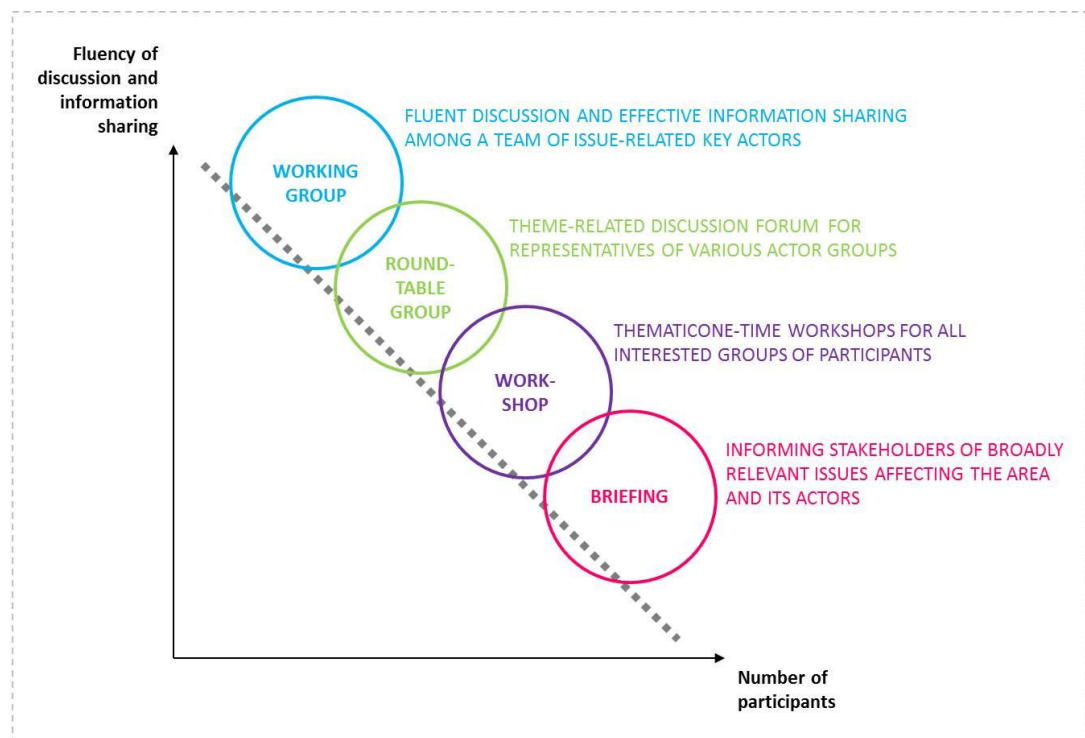 Fluency of
discussion and
information
sharing
FLUENT DISCUSSION AND EFFECTIVE INFORMATION SHARING
AMONG A TEAM OF ISSUE-RELATED KEY ACTORS
WORKING
GROUP
THEME-RELATED DISCUSSION FORUM FOR
REPRESENTATIVES OF VARIOUS ACTOR GROUPS
ROUND-
TABLE
GROUP
THEMATICONE-TIME WORKSHOPS FOR ALL
INTERESTED GROUPS OF PARTICIPANTS
WORK-
SHOP
INFORMING STAKEHOLDERS OF BROADLY
RELEVANT ISSUES AFFECTING THE AREA
AND ITS ACTORS
BRIEFING
Number of
participants